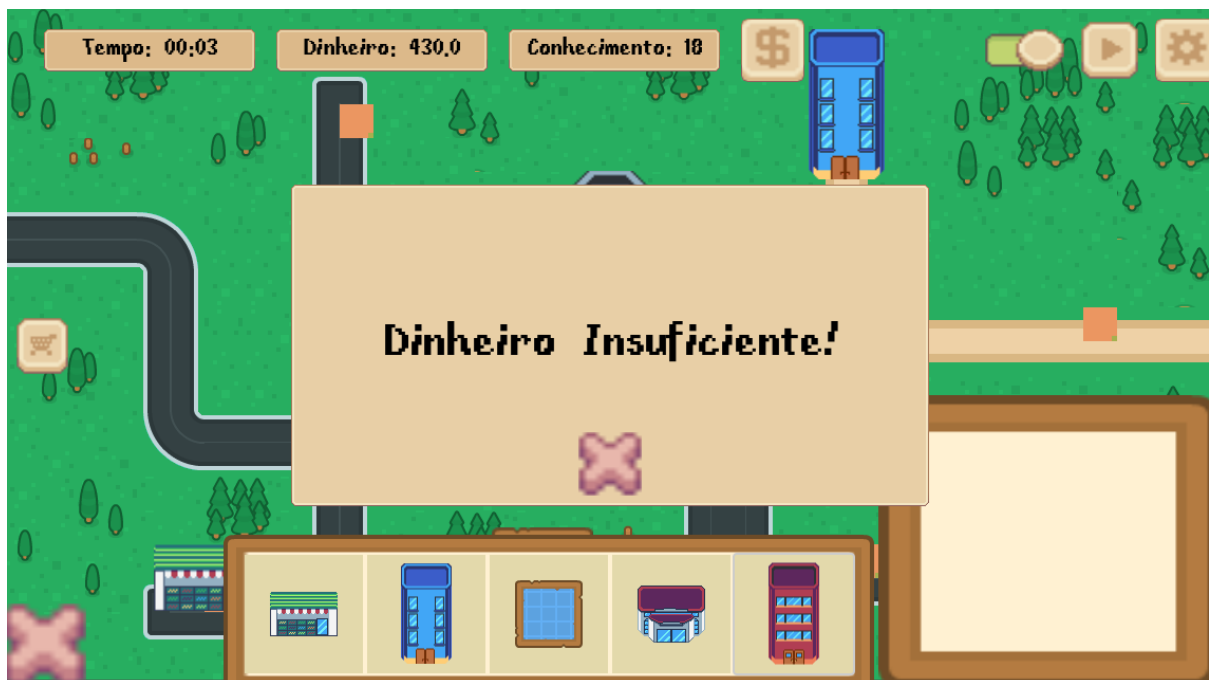 Tempo: 00:03
Dinheiro: 430.0
Conhecimento: 18
$
Dinheiro Insuficiente!